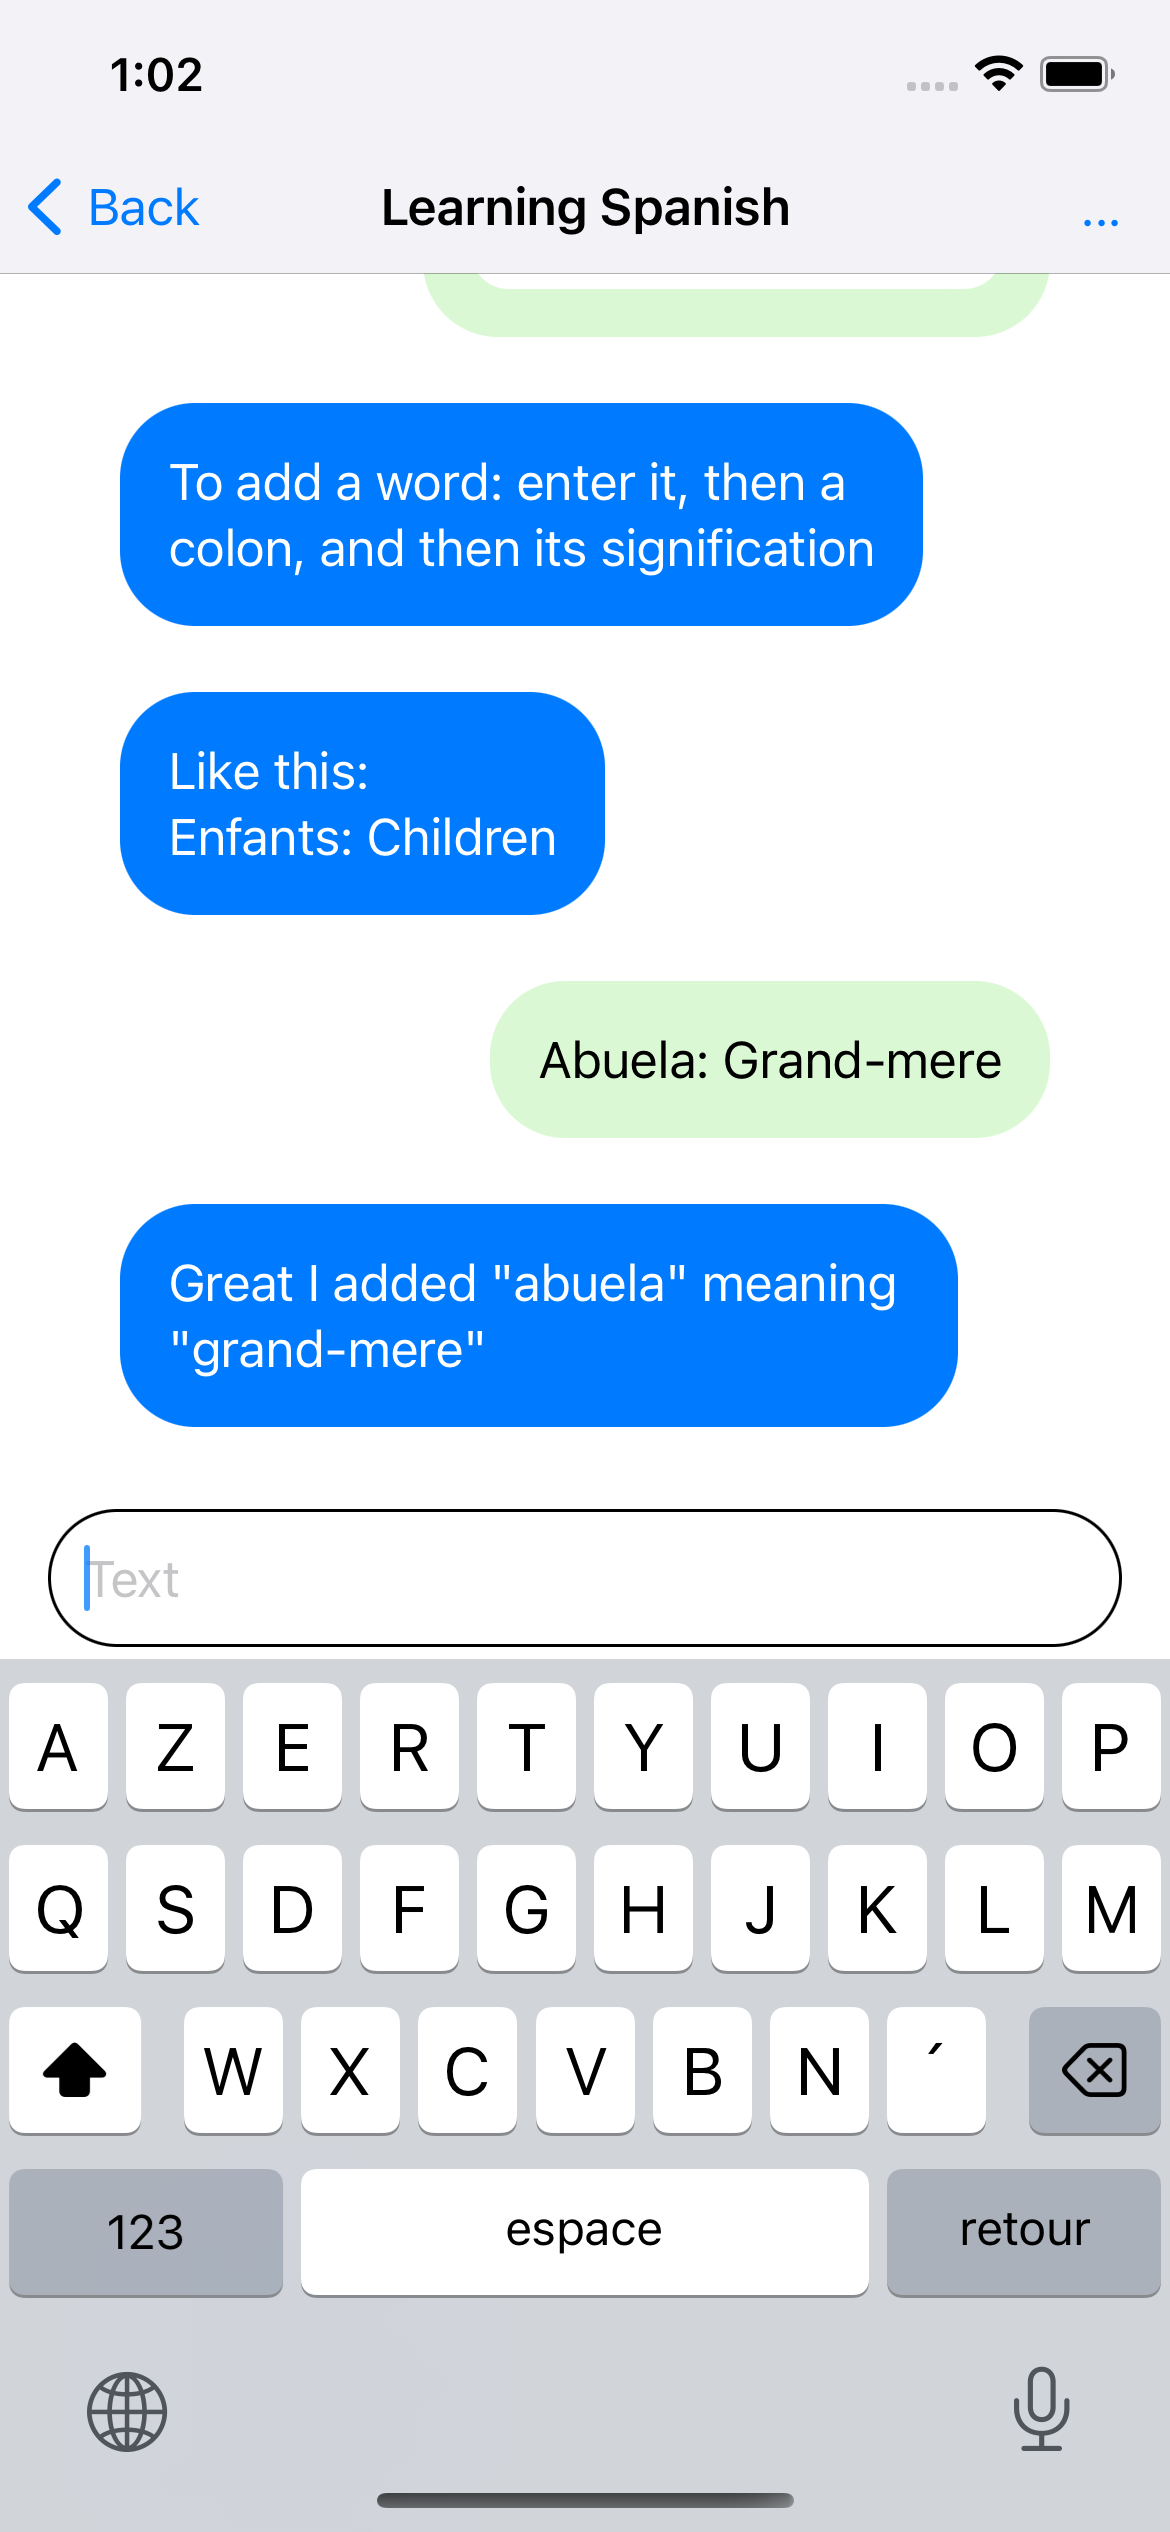 1:02
Back
Learning Spanish
...
To add a word: enter it, then a
colon, and then its signification
Like this:
Enfants: Children
Abuela: Grand-mere
Great I added "abuela" meaning
"grand-mere"
Text
A Z E R T Y U I O P
Q S D F G H J K L M
W X C V B N ´
123 espace retour